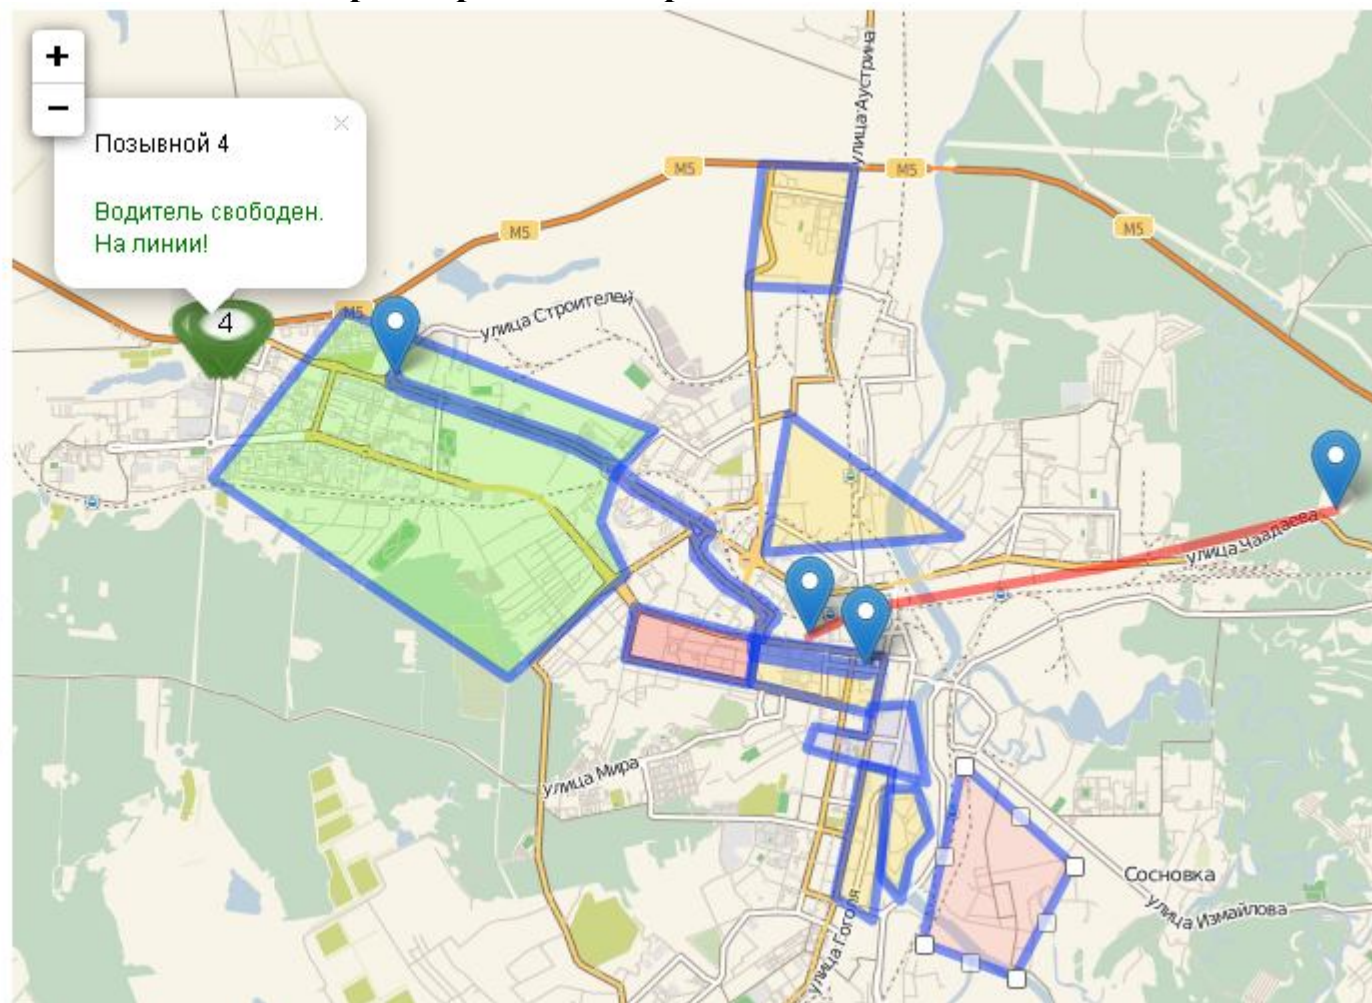 +
−
Позывной 4
×
Водитель свободен.
На линии!
4
улица Аустрина
М5
М5
М5
М5
М5
улица Строителей
улица Чаадаева
улица Мира
Сосновка
улица Измайлова
улица Гоголя